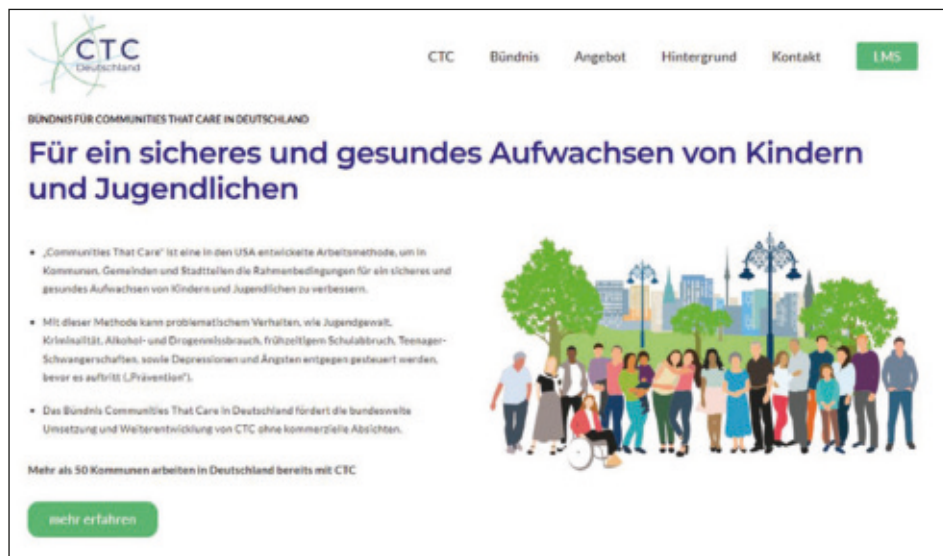 CTC
Deutschland
CTC Bündnis Angebot Hintergrund Kontakt LMS
BÜNDNIS FÜR COMMUNITIES THAT CARE IN DEUTSCHLAND
Für ein sicheres und gesundes Aufwachsen von Kindern
und Jugendlichen
• „Communities That Care“ ist eine in den USA entwickelte Arbeitsmethode, um in
Kommunen, Gemeinden und Stadtteilen die Rahmenbedingungen für ein sicheres und
gesundes Aufwachsen von Kindern und Jugendlichen zu verbessern.
• Mit dieser Methode kann problematischem Verhalten, wie Jugendgewalt,
Kriminalität, Alkohol- und Drogenmissbrauch, frühzeitigem Schulabbruch, Teenager-
Schwangerschaften, sowie Depressionen und Ängsten entgegen gesteuert werden,
bevor es auftritt („Prävention“).
• Das Bündnis Communities That Care in Deutschland fördert die bundesweite
Umsetzung und Weiterentwicklung von CTC ohne kommerzielle Absichten.
Mehr als 50 Kommunen arbeiten in Deutschland bereits mit CTC
mehr erfahren